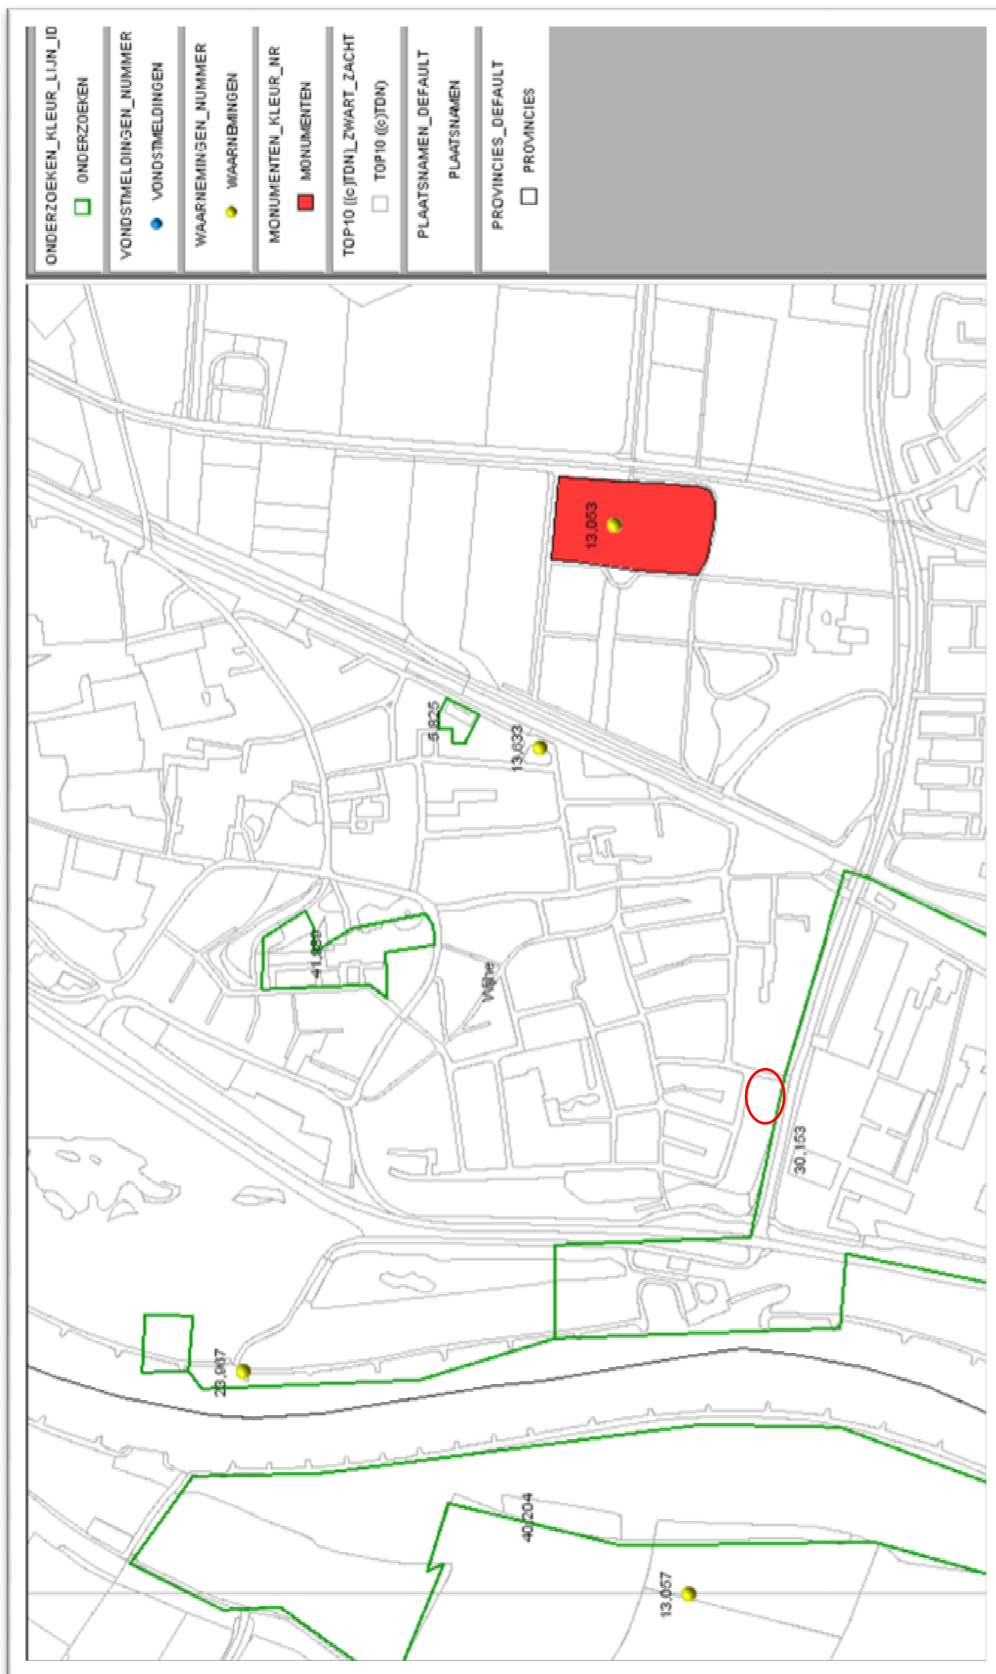 ONDERZOEKEN_KLEUR_LIJN_ID
ONDERZOEKEN
VONDSTMELDINGEN_NUMMER
VONDSTMELDINGEN
WAARNEMINGEN_NUMMER
WAARNEMINGEN
MONUMENTEN_KLEUR_NR
MONUMENTEN
TOP10 ((c)TDN)_ZWART_ZACHT
TOP10 ((c)TDN)
PLAATSNAMEN_DEFAULT
PLAATSNAMEN
PROVINCIES_DEFAULT
PROVINCIES
13,053
5,825
13,633
Wijhe
30,153
23,967
40,204
13,057